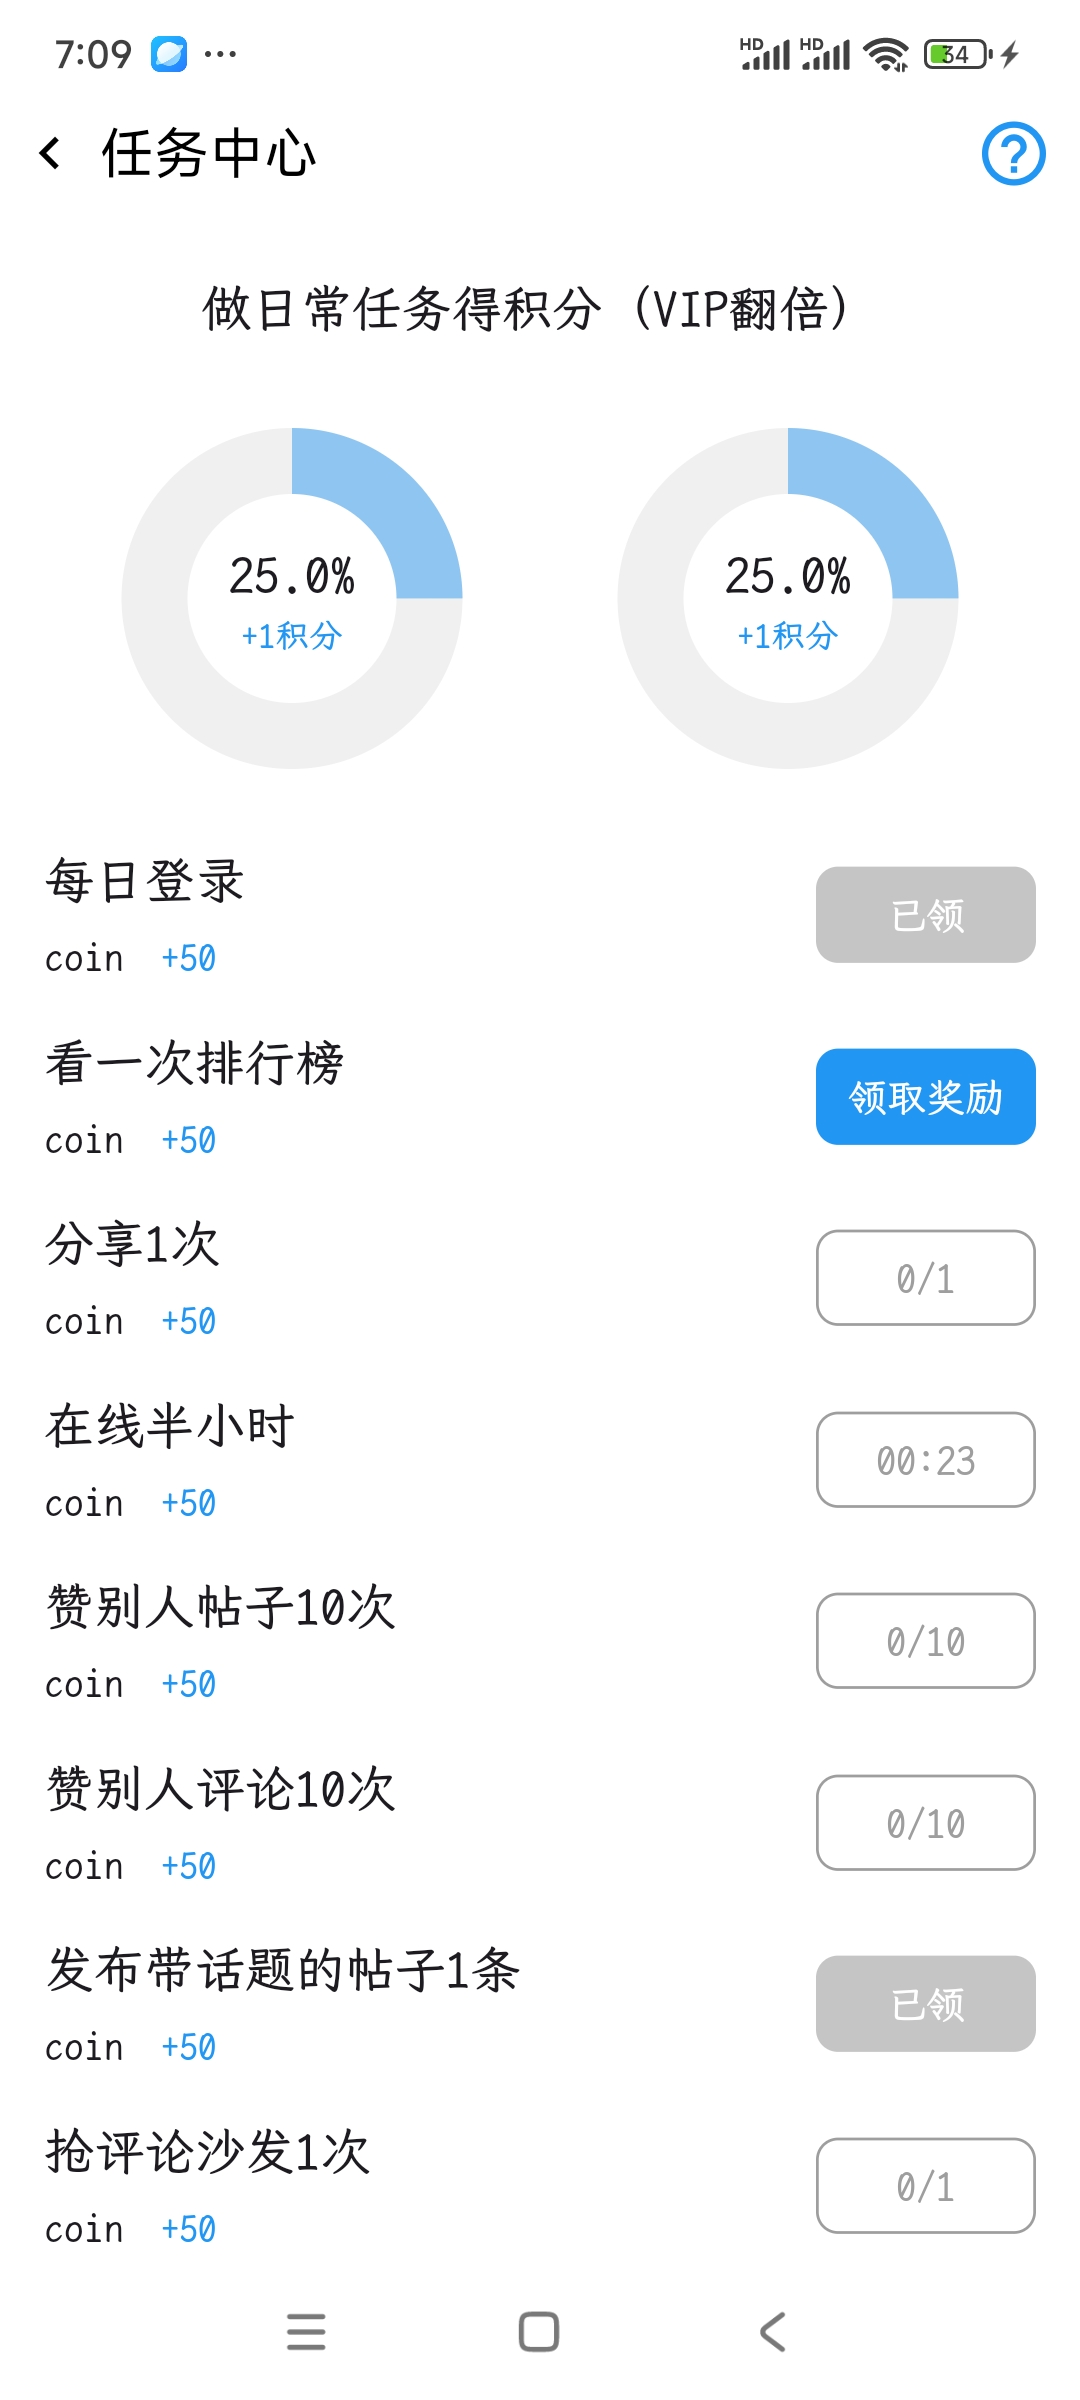 7:09
HD HD 34
任务中心
做日常任务得积分（VIP翻倍）
25.0% 25.0%
+1积分 +1积分
每日登录
已领
coin +50
看一次排行榜
领取奖励
coin +50
分享1次
0/1
coin +50
在线半小时
00:23
coin +50
赞别人帖子10次
0/10
coin +50
赞别人评论10次
0/10
coin +50
发布带话题的帖子1条
已领
coin +50
抢评论沙发1次
0/1
coin +50